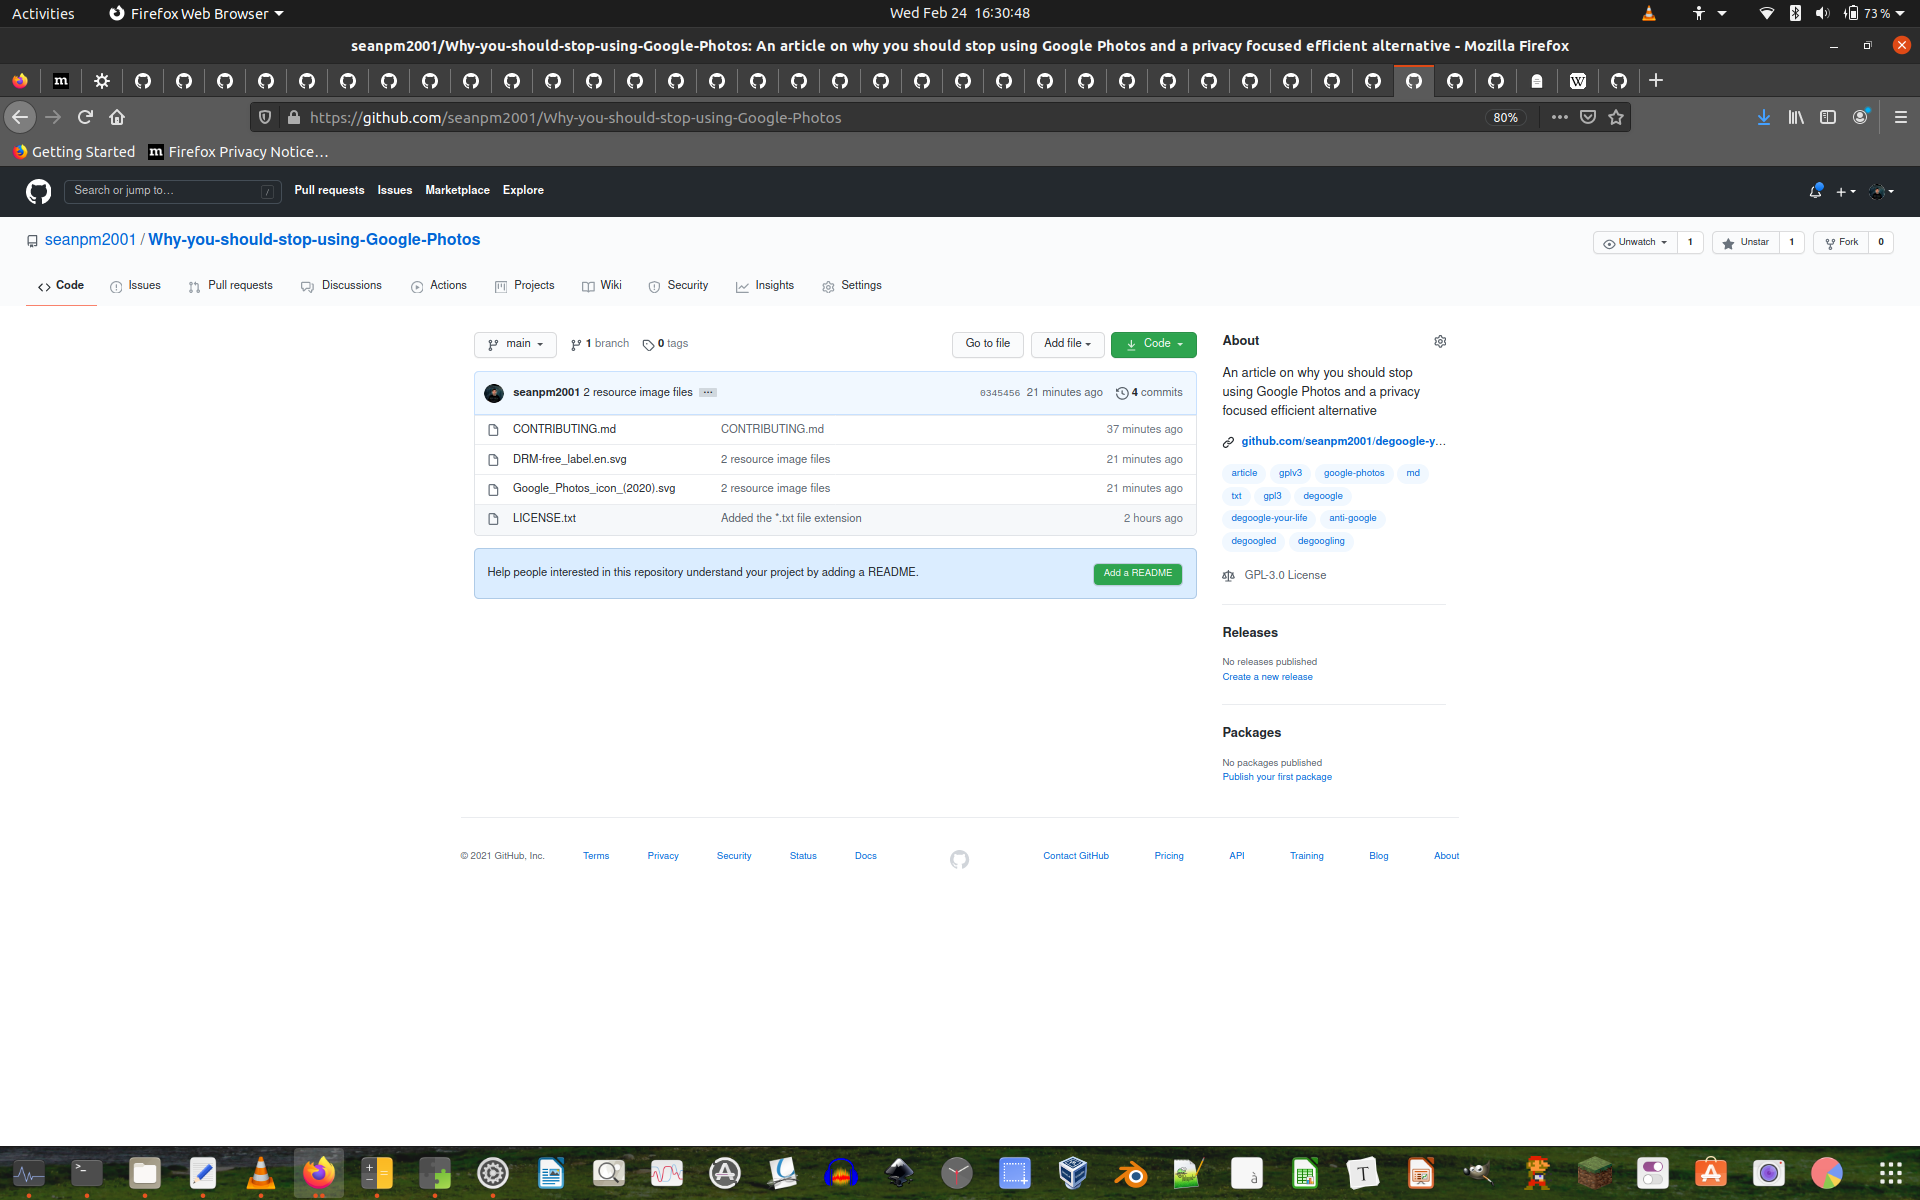 Activities Firefox Web Browser Wed Feb 24 16:30:48 73 %
seanpm2001/Why-you-should-stop-using-Google-Photos: An article on why you should stop using Google Photos and a privacy focused efficient alternative - Mozilla Firefox
https://github.com/seanpm2001/Why-you-should-stop-using-Google-Photos 80%
Getting Started Firefox Privacy Notice…
Search or jump to… / Pull requests Issues Marketplace Explore
seanpm2001 / Why-you-should-stop-using-Google-Photos Unwatch 1 Unstar 1 Fork 0
Code Issues Pull requests Discussions Actions Projects Wiki Security Insights Settings
main 1 branch 0 tags Go to file Add file Code
seanpm2001 2 resource image files ... 0345456 21 minutes ago 4 commits
CONTRIBUTING.md CONTRIBUTING.md 37 minutes ago
DRM-free_label.en.svg 2 resource image files 21 minutes ago
Google_Photos_icon_(2020).svg 2 resource image files 21 minutes ago
LICENSE.txt Added the *.txt file extension 2 hours ago
Help people interested in this repository understand your project by adding a README. Add a README
About
An article on why you should stop
using Google Photos and a privacy
focused efficient alternative
github.com/seanpm2001/degoogle-y…
article gplv3 google-photos md
txt gpl3 degoogle
degoogle-your-life anti-google
degoogled degoogling
GPL-3.0 License
Releases
No releases published
Create a new release
Packages
No packages published
Publish your first package
© 2021 GitHub, Inc. Terms Privacy Security Status Docs Contact GitHub Pricing API Training Blog About